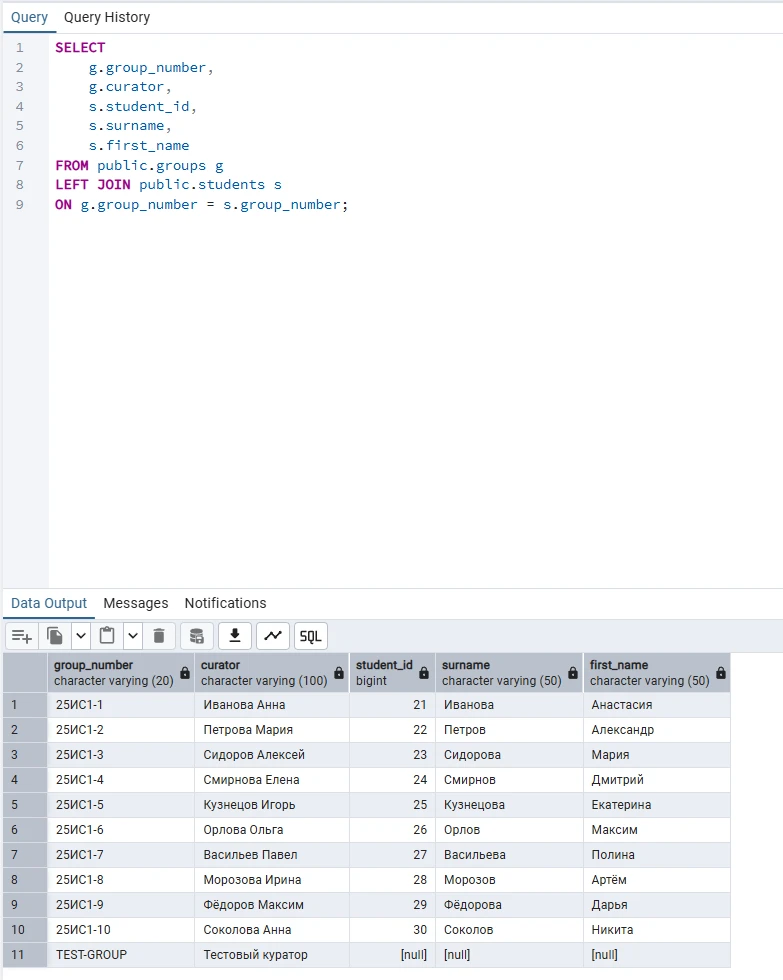 Query Query History
1 SELECT
2 g.group_number,
3 g.curator,
4 s.student_id,
5 s.surname,
6 s.first_name
7 FROM public.groups g
8 LEFT JOIN public.students s
9 ON g.group_number = s.group_number;
Data Output Messages Notifications
SQL
group_number curator student_id surname first_name
character varying (20) character varying (100) bigint character varying (50) character varying (50)
1 25ИС1-1 Иванова Анна 21 Иванова Анастасия
2 25ИС1-2 Петрова Мария 22 Петров Александр
3 25ИС1-3 Сидоров Алексей 23 Сидорова Мария
4 25ИС1-4 Смирнова Елена 24 Смирнов Дмитрий
5 25ИС1-5 Кузнецов Игорь 25 Кузнецова Екатерина
6 25ИС1-6 Орлова Ольга 26 Орлов Максим
7 25ИС1-7 Васильев Павел 27 Васильева Полина
8 25ИС1-8 Морозова Ирина 28 Морозов Артём
9 25ИС1-9 Фёдоров Максим 29 Фёдорова Дарья
10 25ИС1-10 Соколова Анна 30 Соколов Никита
11 TEST-GROUP Тестовый куратор [null] [null] [null]